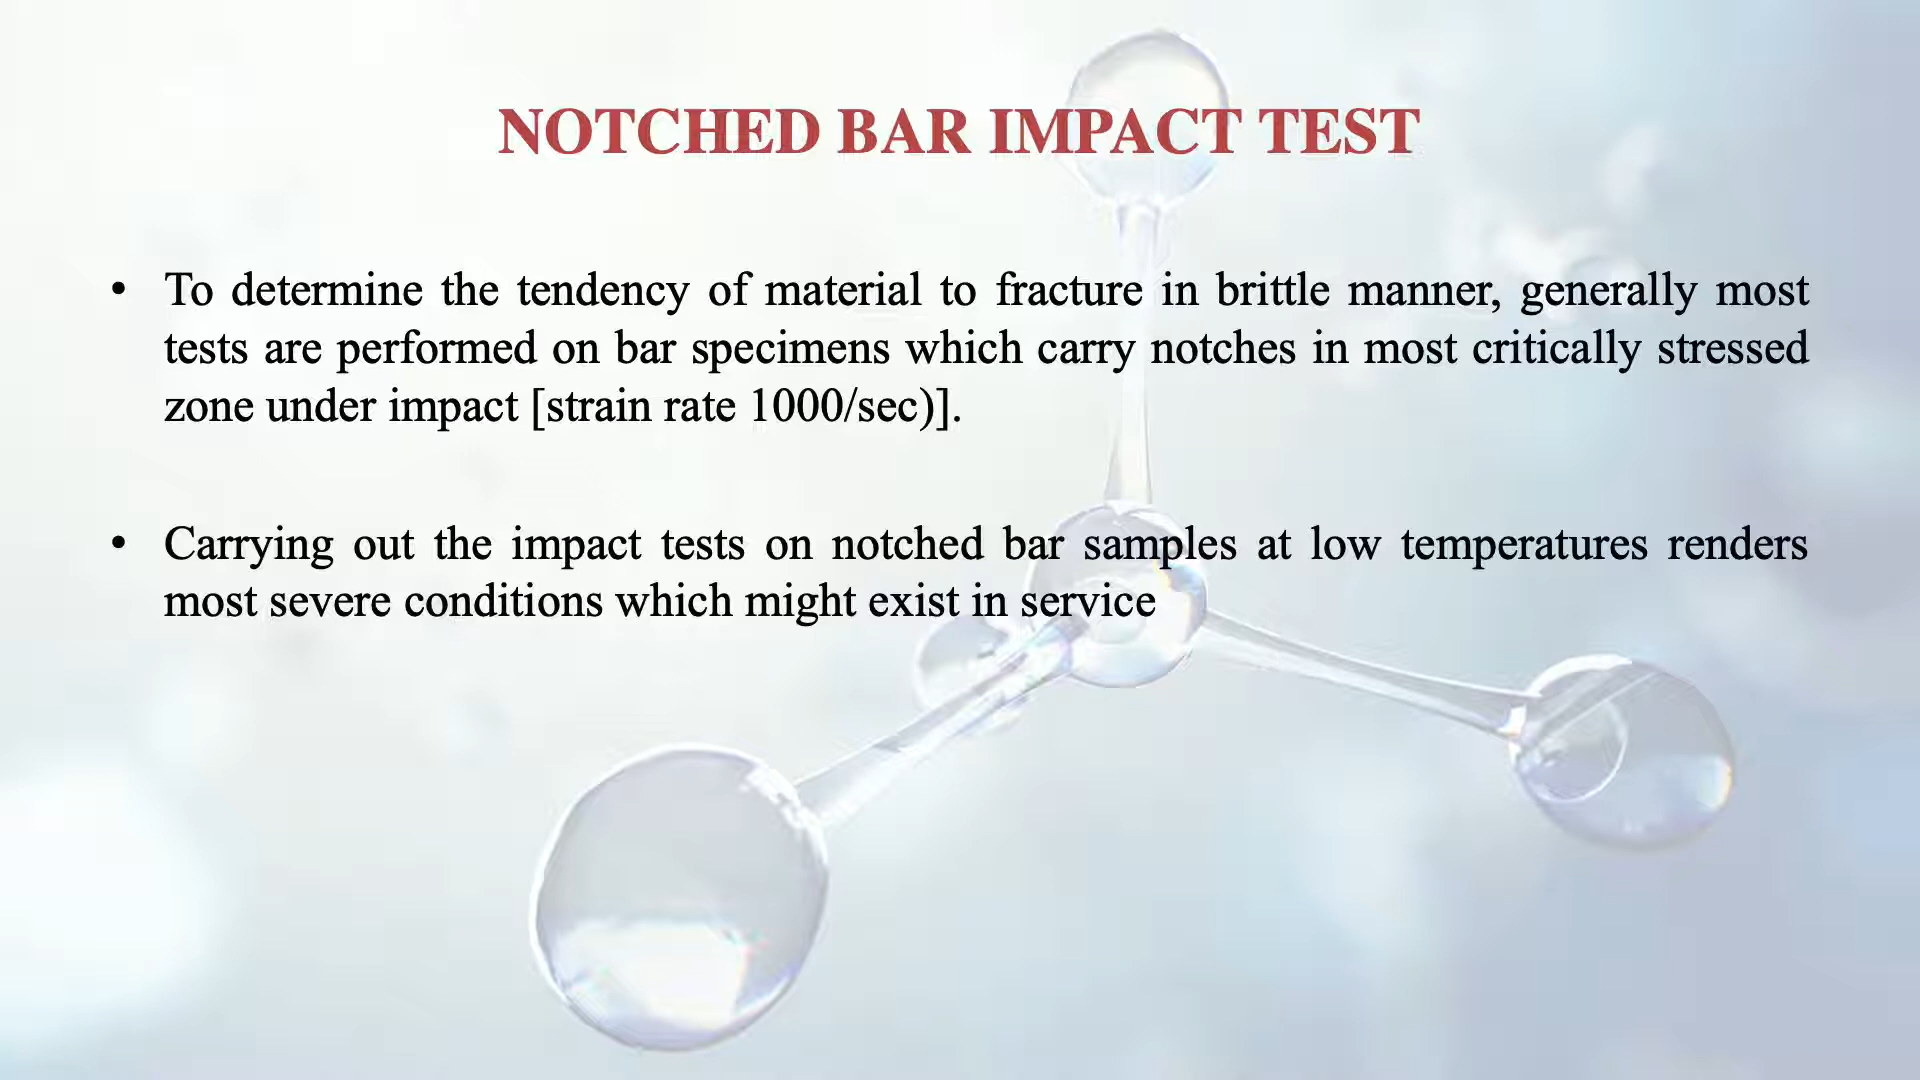 NOTCHED BAR IMPACT TEST
• To determine the tendency of material to fracture in brittle manner, generally most
tests are performed on bar specimens which carry notches in most critically stressed
zone under impact [strain rate 1000/sec)].
• Carrying out the impact tests on notched bar samples at low temperatures renders
most severe conditions which might exist in service